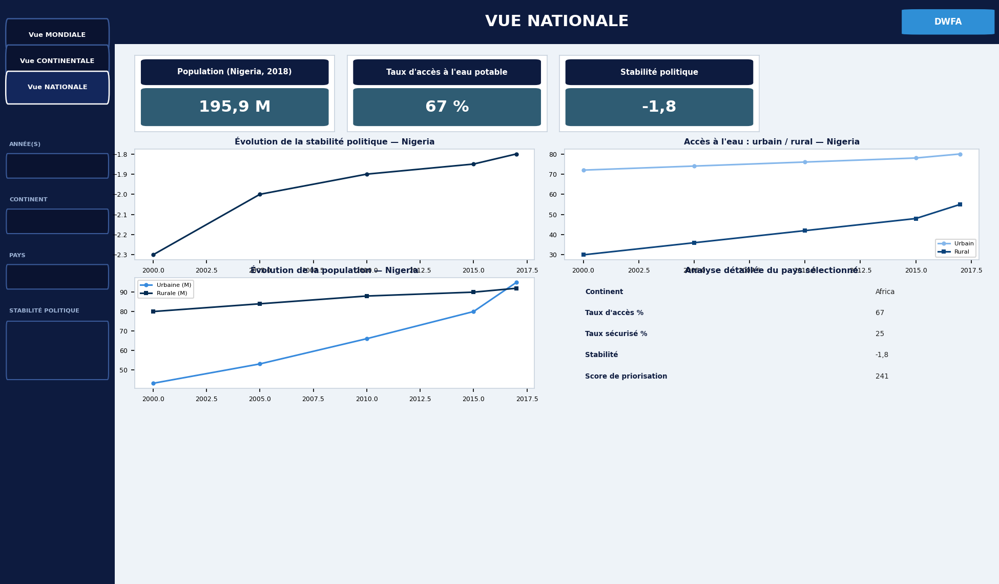 VUE NATIONALE
DWFA
Vue MONDIALE
Vue CONTINENTALE
Vue NATIONALE
ANNÉE(S)
CONTINENT
PAYS
STABILITÉ POLITIQUE
Population (Nigeria, 2018)
195,9 M
Taux d'accès à l'eau potable
67 %
Stabilité politique
-1,8
Évolution de la stabilité politique — Nigeria
−1.8
−1.9
−2.0
−2.1
−2.2
−2.3
2000.0 2002.5 2005.0 2007.5 2010.0 2012.5 2015.0 2017.5
Accès à l'eau : urbain / rural — Nigeria
80
70
60
50
40
30
Urbain
Rural
2000.0 2002.5 2005.0 2007.5 2010.0 2012.5 2015.0 2017.5
Évolution de la population — Nigeria
Urbaine (M)
Rurale (M)
90
80
70
60
50
2000.0 2002.5 2005.0 2007.5 2010.0 2012.5 2015.0 2017.5
Analyse détaillée du pays sélectionné
Continent Africa
Taux d'accès % 67
Taux sécurisé % 25
Stabilité -1,8
Score de priorisation 241